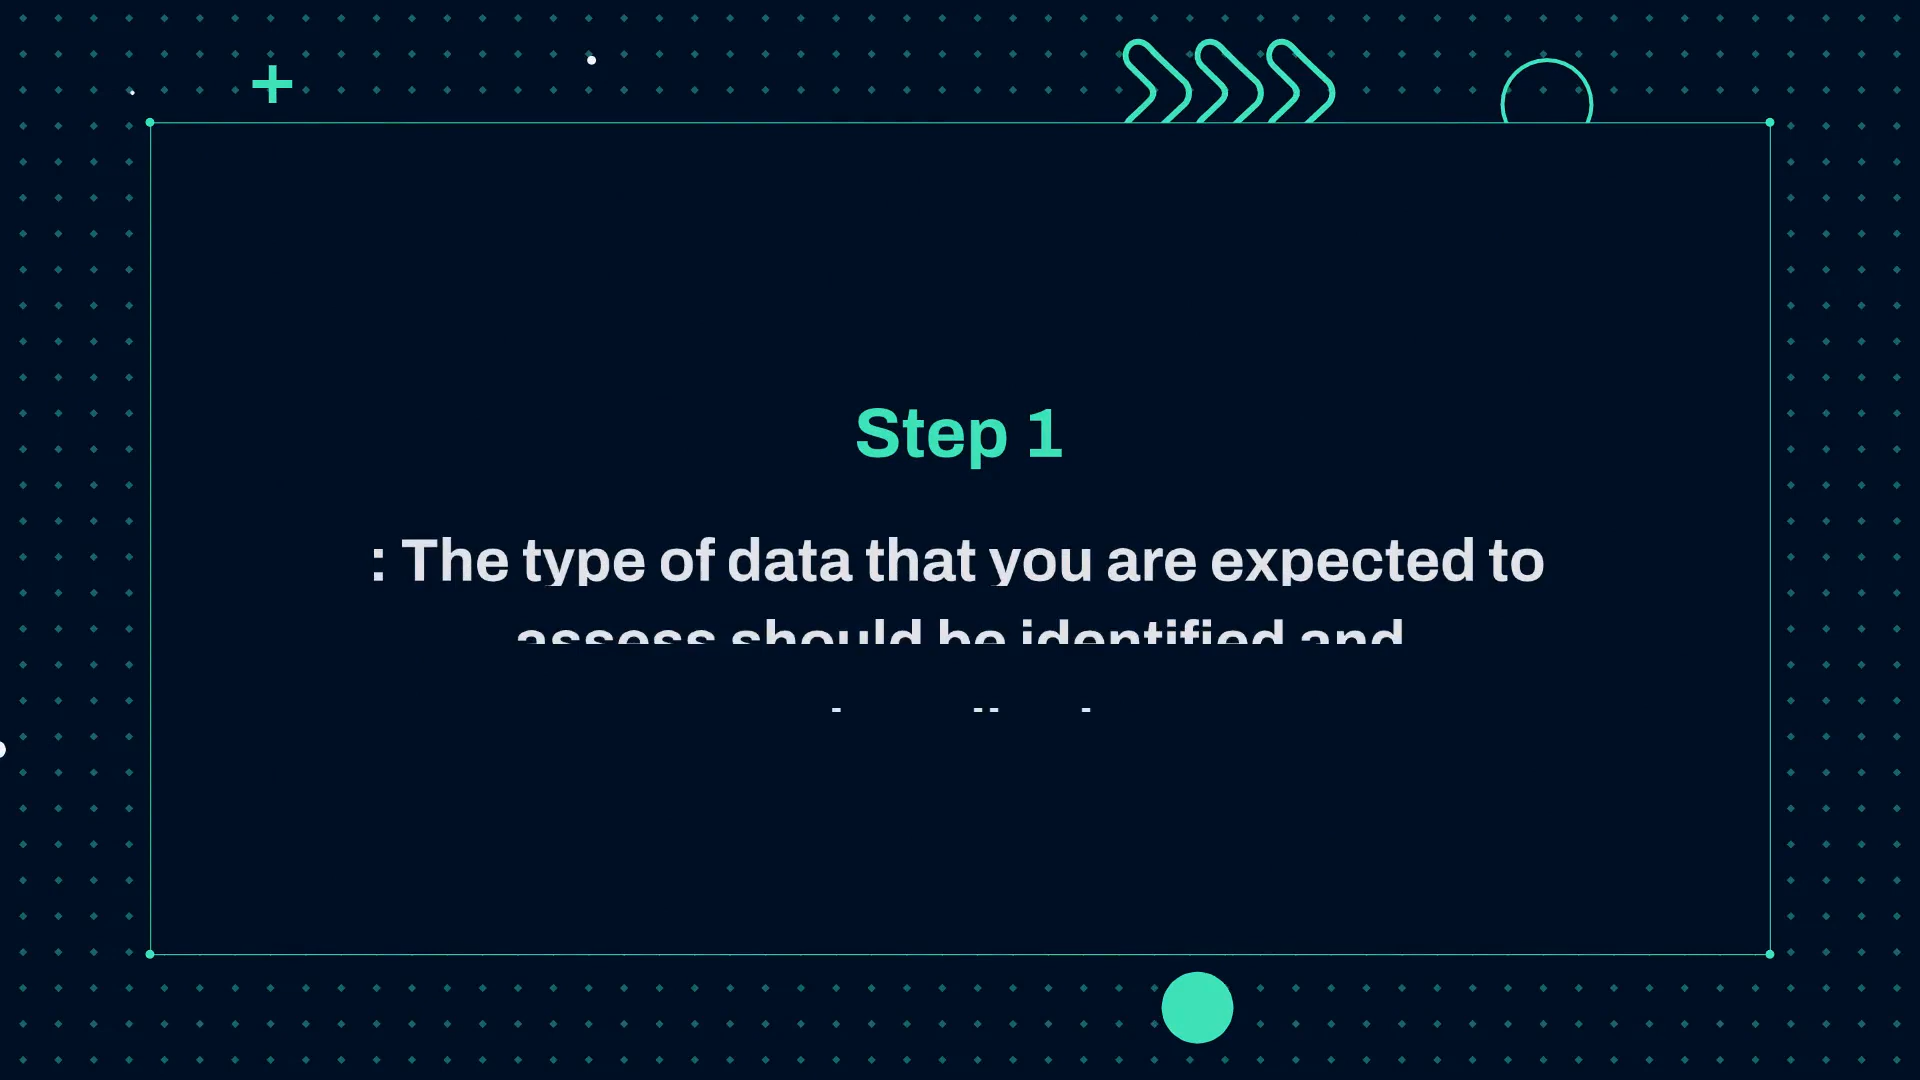 Step 1
: The type of data that you are expected to
assess should be identified and